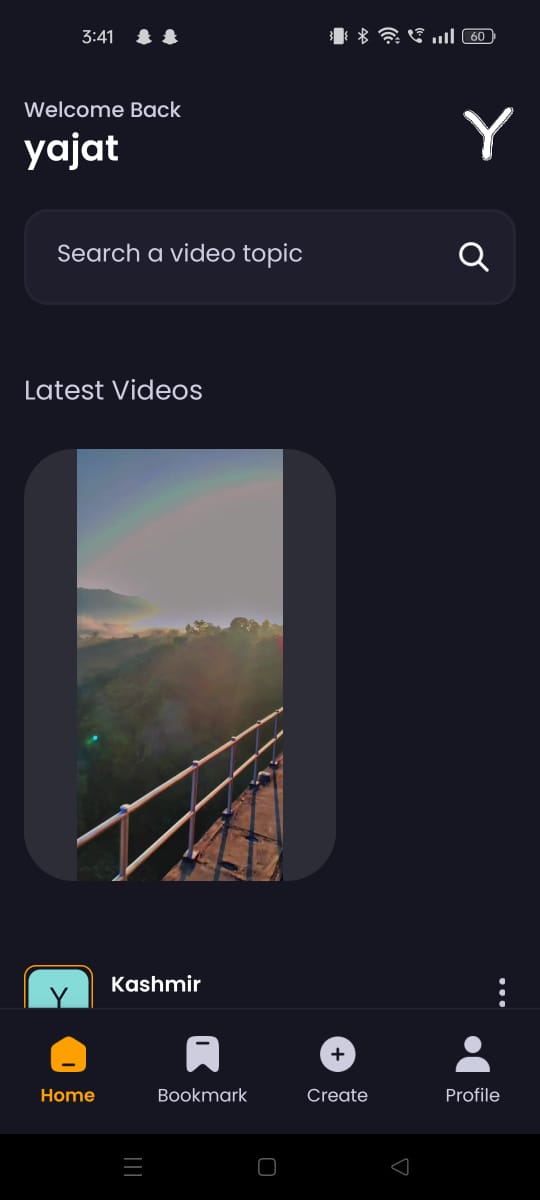 3:41
60
Welcome Back
yajat
Y
Search a video topic
Latest Videos
Y
Kashmir
Home
Bookmark
Create
Profile